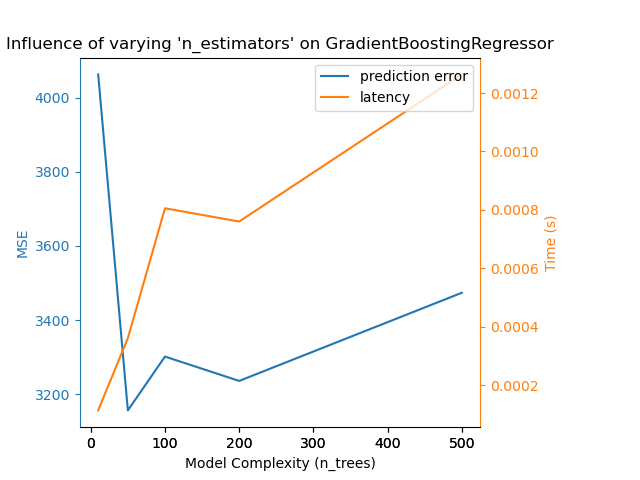 Influence of varying 'n_estimators' on GradientBoostingRegressor
prediction error
latency
4000
3800
3600
3400
3200
MSE
0.0012
0.0010
0.0008
0.0006
0.0004
0.0002
Time (s)
0 100 200 300 400 500
Model Complexity (n_trees)